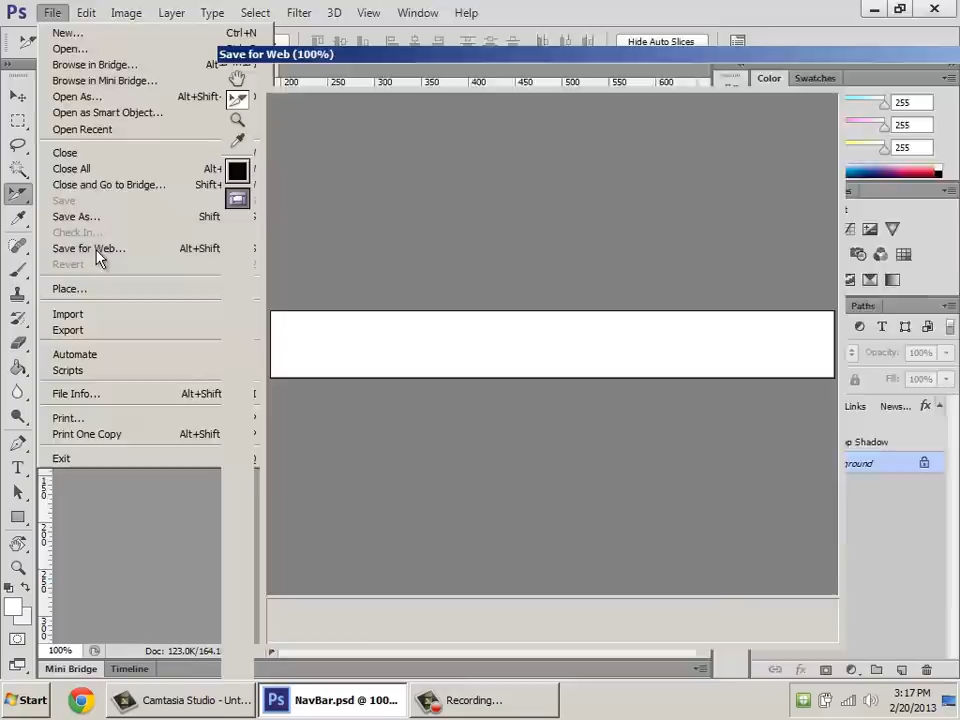 Ps File Edit Image Layer Type Select Filter 3D View Window Help
New... Ctrl+N
Open...
Browse in Bridge...
Browse in Mini Bridge...
Open As... Alt+Shift
Open as Smart Object...
Open Recent
Close
Close All
Close and Go to Bridge... Shift+
Save
Save As... Shift
Check In...
Save for Web... Alt+Shift
Revert
Place...
Import
Export
Automate
Scripts
File Info... Alt+Shift
Print...
Print One Copy Alt+Shift
Exit
Save for Web (100%)
Hide Auto Slices
200 250 300 350 400 450 500 550 600
Color Swatches
255
255
255
Paths
Opacity: 100%
Fill: 100%
Links News... fx
op Shadow
ground
100% Doc: 123.0K/164.1
Mini Bridge Timeline
Start
Camtasia Studio - Unt...
Ps NavBar.psd @ 100...
Recording...
3:17 PM
2/20/2013